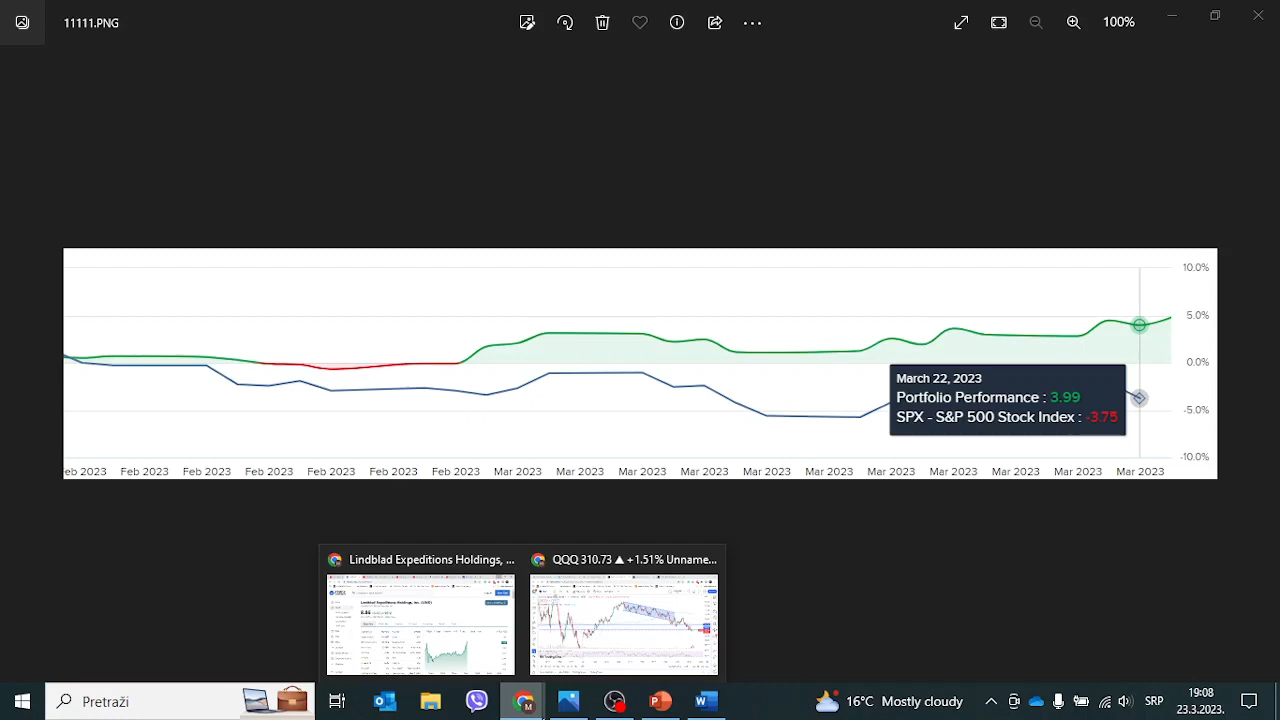 11111.PNG
100%
10.0%
5.0%
0.0%
-5.0%
-10.0%
March 22, 2023
Portfolio Performance : 3.99
SPX - S&P 500 Stock Index : -3.75
eb 2023 Feb 2023 Feb 2023 Feb 2023 Feb 2023 Feb 2023 Feb 2023 Mar 2023 Mar 2023 Mar 2023 Mar 2023 Mar 2023 Mar 2023 Mar 2023 Mar 2023 Mar 2023 Mar 2023 Mar 2023
Lindblad Expeditions Holdings, ...
QQQ 310.73 ▲ +1.51% Unname...
Pretraži
16°C Mostly clou
SRP
19:08
23.3.2023.